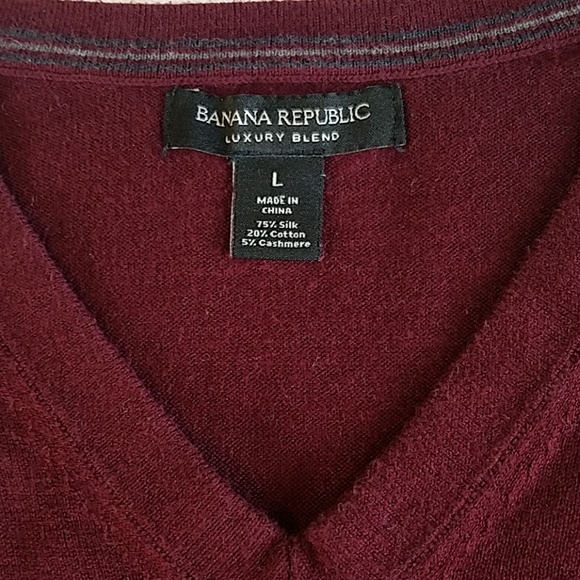 BANANA REPUBLIC
LUXURY BLEND
L
MADE IN
CHINA
75% Silk
20% Cotton
5% Cashmere